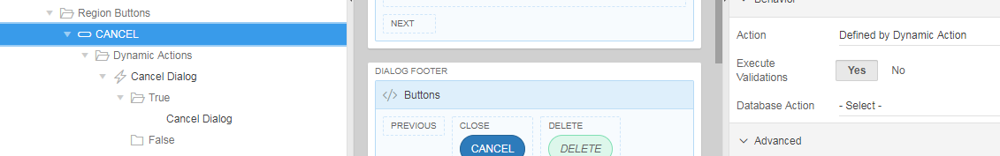 Region Buttons
CANCEL
Dynamic Actions
Cancel Dialog
True
Cancel Dialog
False
NEXT
DIALOG FOOTER
Buttons
PREVIOUS
CLOSE
DELETE
CANCEL
DELETE
Behavior
Action
Defined by Dynamic Action
Execute
Validations
Yes
No
Database Action
- Select -
Advanced